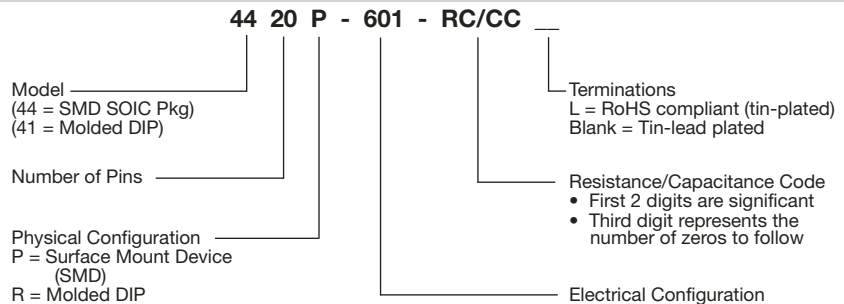 44 20 P - 601 - RC/CC __
Model
(44 = SMD SOIC Pkg)
(41 = Molded DIP)
Number of Pins
Physical Configuration
P = Surface Mount Device
(SMD)
R = Molded DIP
Terminations
L = RoHS compliant (tin-plated)
Blank = Tin-lead plated
Resistance/Capacitance Code
• First 2 digits are significant
• Third digit represents the
number of zeros to follow
Electrical Configuration